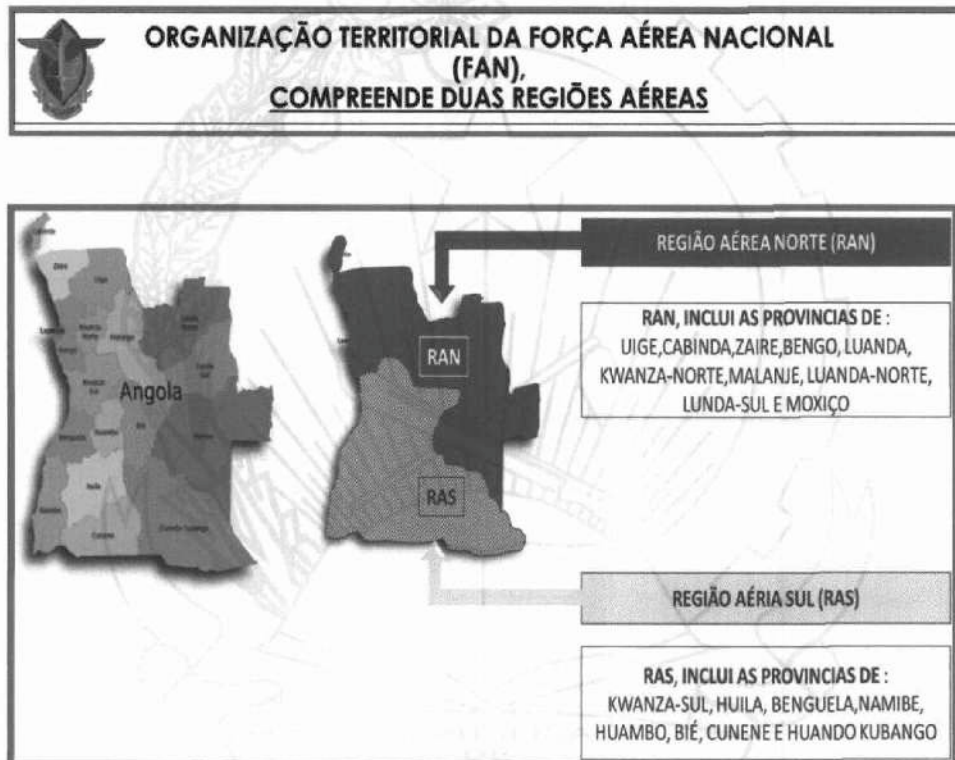 ORGANIZAÇÃO TERRITORIAL DA FORÇA AÉREA NACIONAL
(FAN),
COMPREENDE DUAS REGIÕES AÉREAS
REGIÃO AÉREA NORTE (RAN)
RAN, INCLUI AS PROVINCIAS DE :
UIGE,CABINDA,ZAIRE,BENGO, LUANDA,
KWANZA-NORTE,MALANJE, LUANDA-NORTE,
LUNDA-SUL E MOXIÇO
Angola
RAN
RAS
REGIÃO AÉRIA SUL (RAS)
RAS, INCLUI AS PROVINCIAS DE :
KWANZA-SUL, HUILA, BENGUELA,NAMIBE,
HUAMBO, BIÉ, CUNENE E HUANDO KUBANGO